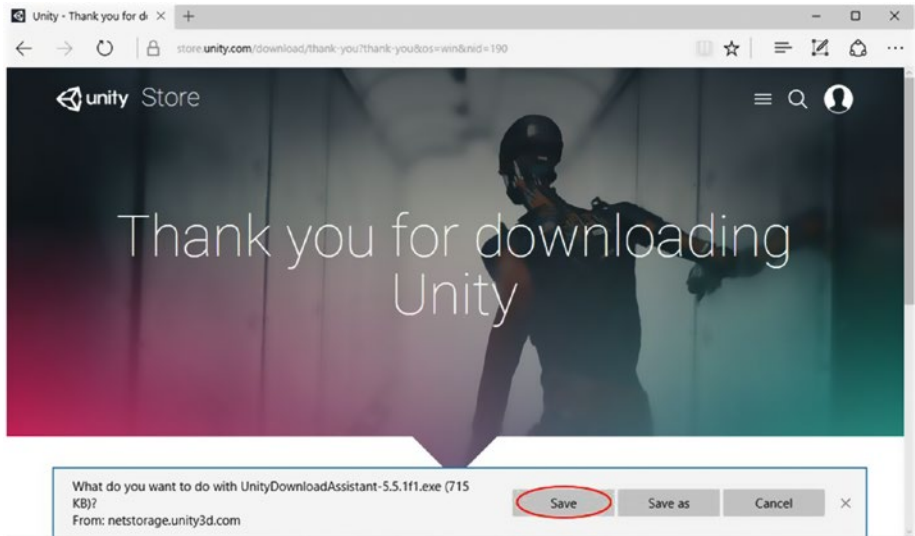 Unity - Thank you for d
store.unity.com/download/thank-you?thank-you&os=win&nid=190
unity Store
Thank you for downloading
Unity
What do you want to do with UnityDownloadAssistant-5.5.1f1.exe (715
KB)?
From: netstorage.unity3d.com
Save
Save as
Cancel